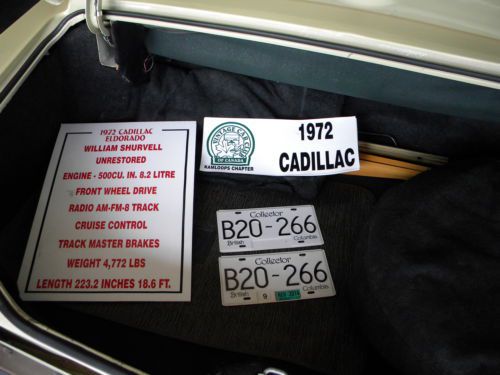 1972 CADILLAC
ELDORADO
WILLIAM SHURVELL
UNRESTORED
ENGINE - 500CU. IN. 8.2 LITRE
FRONT WHEEL DRIVE
RADIO AM-FM-8 TRACK
CRUISE CONTROL
TRACK MASTER BRAKES
WEIGHT 4,772 LBS
LENGTH 223.2 INCHES 18.6 FT.
VINTAGE CAR CLUB
OF CANADA
KAMLOOPS CHAPTER
1972
CADILLAC
Collector
B20-266
British Columbia
Collector
B20-266
British 9 Columbia